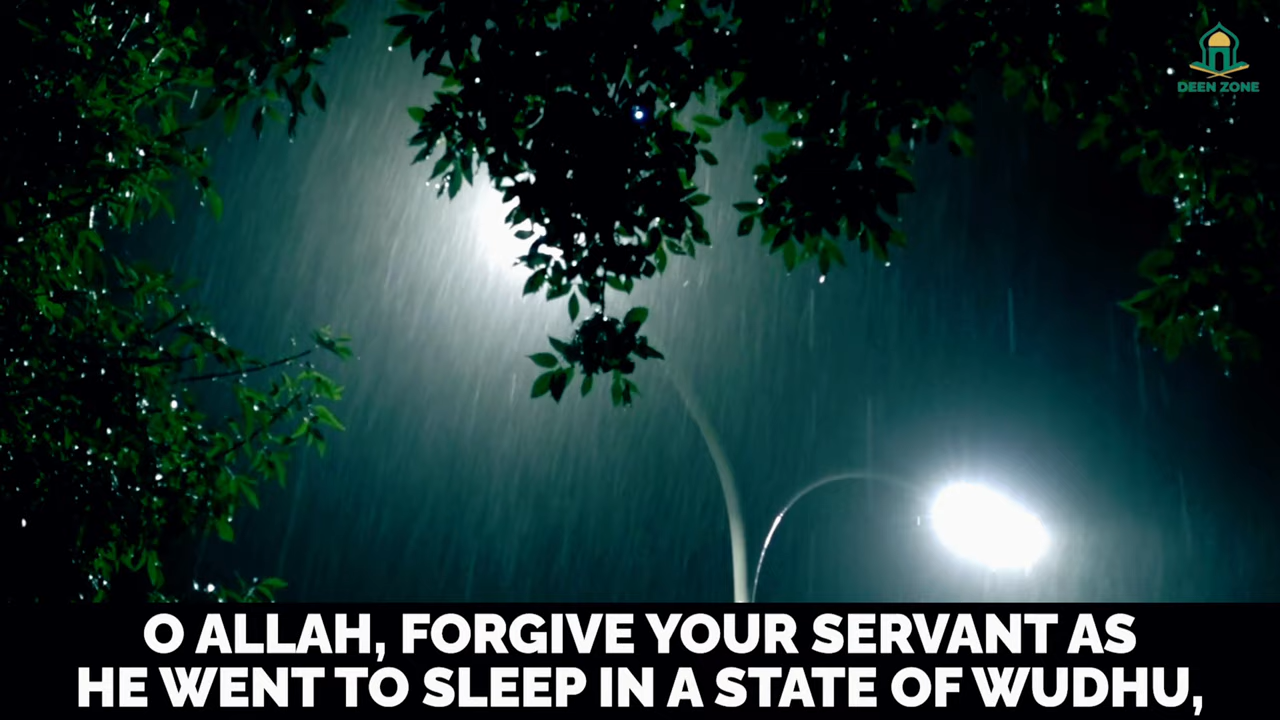 DEEN ZONE
O ALLAH, FORGIVE YOUR SERVANT AS
HE WENT TO SLEEP IN A STATE OF WUDHU,